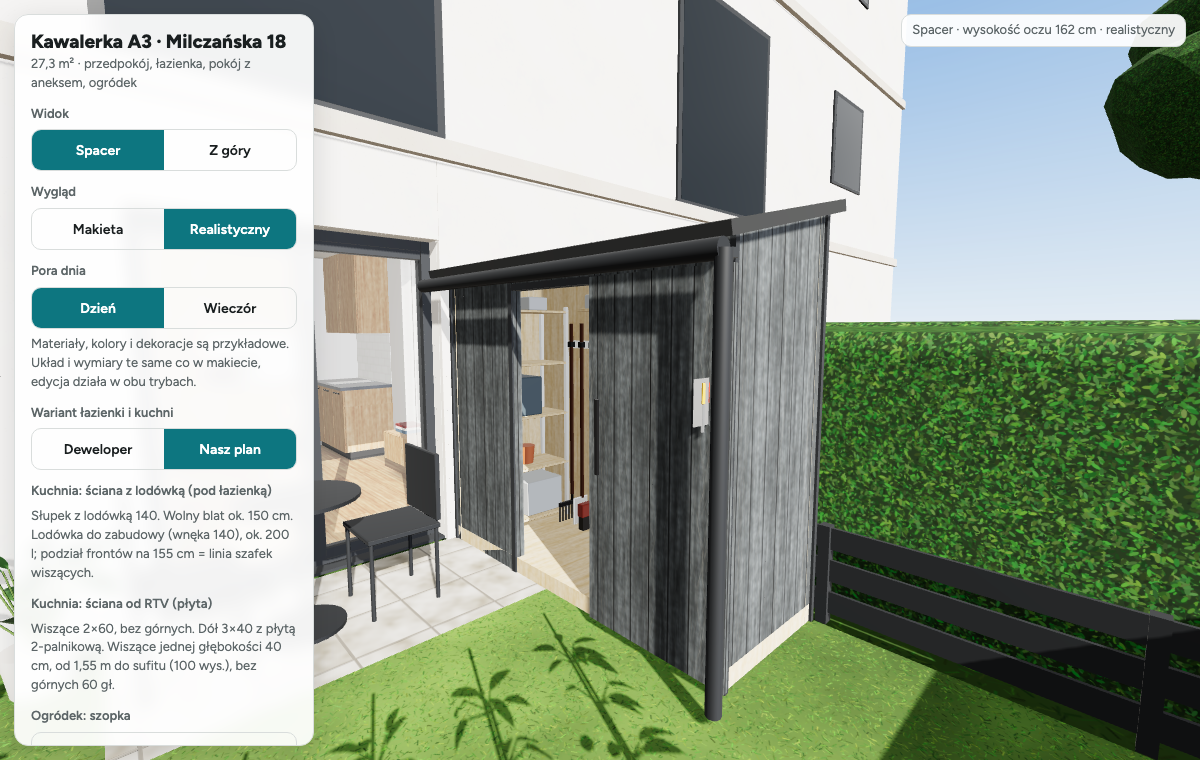 Kawalerka A3 · Milczańska 18
27,3 m² · przedpokój, łazienka, pokój z
aneksem, ogródek
Widok
Spacer
Z góry
Wygląd
Makieta
Realistyczny
Pora dnia
Dzień
Wieczór
Materiały, kolory i dekoracje są przykładowe.
Układ i wymiary te same co w makiecie,
edycja działa w obu trybach.
Wariant łazienki i kuchni
Deweloper
Nasz plan
Kuchnia: ściana z lodówką (pod łazienką)
Słupek z lodówką 140. Wolny blat ok. 150 cm.
Lodówka do zabudowy (wnęka 140), ok. 200
l; podział frontów na 155 cm = linia szafek
wiszących.
Kuchnia: ściana od RTV (płyta)
Wiszące 2×60, bez górnych. Dół 3×40 z płytą
2-palnikową. Wiszące jednej głębokości 40
cm, od 1,55 m do sufitu (100 wys.), bez
górnych 60 gł.
Ogródek: szopka
Spacer · wysokość oczu 162 cm · realistyczny